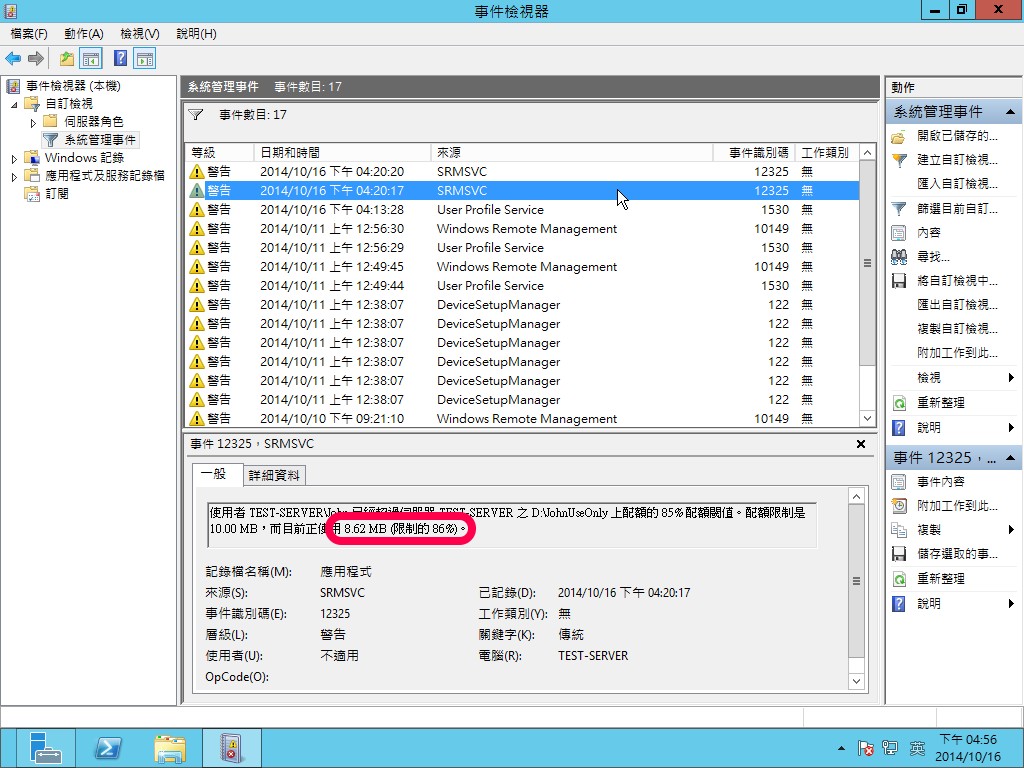 事件檢視器
檔案(F) 動作(A) 檢視(V) 說明(H)
事件檢視器 (本機)
自訂檢視
伺服器角色
系統管理事件
Windows 記錄
應用程式及服務記錄檔
訂閱
系統管理事件 事件數目: 17
事件數目: 17
等級 日期和時間 來源 事件識別碼 工作類別
警告 2014/10/16 下午 04:20:20 SRMSVC 12325 無
警告 2014/10/16 下午 04:20:17 SRMSVC 12325 無
警告 2014/10/16 下午 04:13:28 User Profile Service 1530 無
警告 2014/10/11 上午 12:56:30 Windows Remote Management 10149 無
警告 2014/10/11 上午 12:56:29 User Profile Service 1530 無
警告 2014/10/11 上午 12:49:45 Windows Remote Management 10149 無
警告 2014/10/11 上午 12:49:44 User Profile Service 1530 無
警告 2014/10/11 上午 12:38:07 DeviceSetupManager 122 無
警告 2014/10/11 上午 12:38:07 DeviceSetupManager 122 無
警告 2014/10/11 上午 12:38:07 DeviceSetupManager 122 無
警告 2014/10/11 上午 12:38:07 DeviceSetupManager 122 無
警告 2014/10/11 上午 12:38:07 DeviceSetupManager 122 無
警告 2014/10/11 上午 12:38:07 DeviceSetupManager 122 無
警告 2014/10/10 下午 09:21:10 Windows Remote Management 10149 無
事件 12325，SRMSVC
一般 詳細資料
使用者 TEST-SERVER\John 已經超過伺服器 TEST-SERVER 之 D:\JohnUseOnly 上配額的 85% 配額閾值。配額限制是
10.00 MB，而目前正使用 8.62 MB (限制的 86%)。
記錄檔名稱(M): 應用程式
來源(S): SRMSVC 已記錄(D): 2014/10/16 下午 04:20:17
事件識別碼(E): 12325 工作類別(Y): 無
層級(L): 警告 關鍵字(K): 傳統
使用者(U): 不適用 電腦(R): TEST-SERVER
OpCode(O):
動作
系統管理事件
開啟已儲存的...
建立自訂檢視...
匯入自訂檢視...
篩選目前自訂...
內容
尋找...
將自訂檢視中...
匯出自訂檢視...
複製自訂檢視...
附加工作到此...
檢視
重新整理
說明
事件 12325，...
事件內容
附加工作到此...
複製
儲存選取的事...
重新整理
說明
英
下午 04:56
2014/10/16